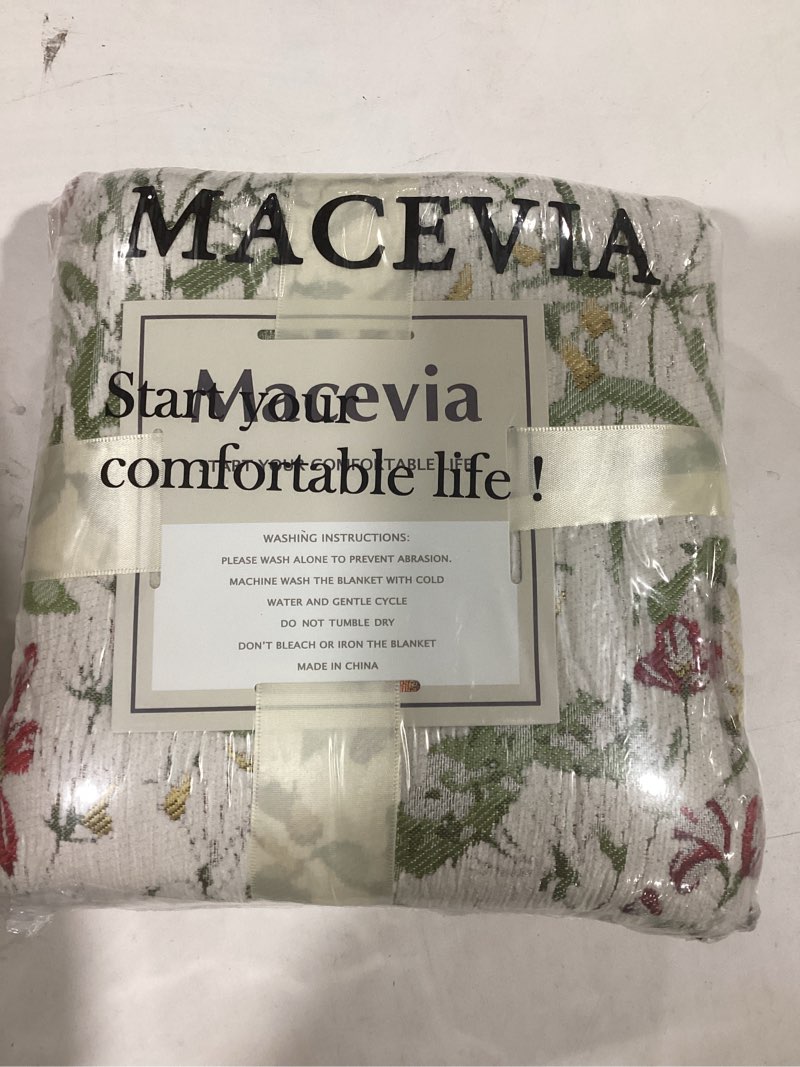 MACEVIA
Macevia
Start your
START YOUR COMFORTABLE LIFE
comfortable life !
WASHING INSTRUCTIONS:
PLEASE WASH ALONE TO PREVENT ABRASION.
MACHINE WASH THE BLANKET WITH COLD
WATER AND GENTLE CYCLE
DO NOT TUMBLE DRY
DON'T BLEACH OR IRON THE BLANKET
MADE IN CHINA